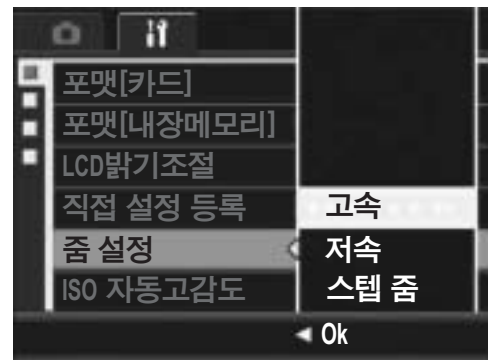 포맷[카드]
포맷[내장메모리]
LCD밝기조절
직접 설정 등록
줌 설정
ISO 자동고감도
고속
저속
스텝 줌
◄ Ok